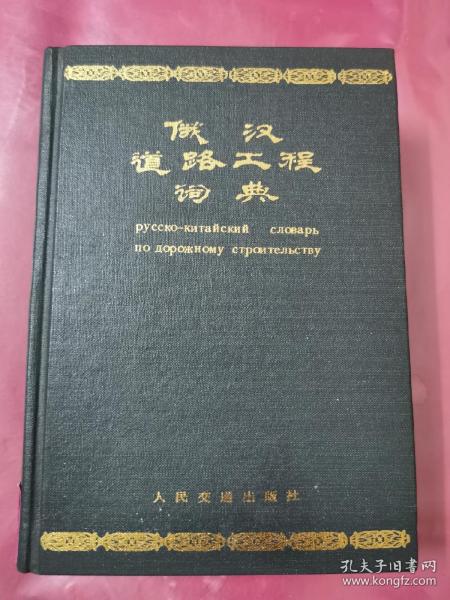 俄 汉
道路工程
词典
русско-китайский словарь
по дорожному строительству
人民交通出版社
孔夫子旧书网
www.kongfz.com